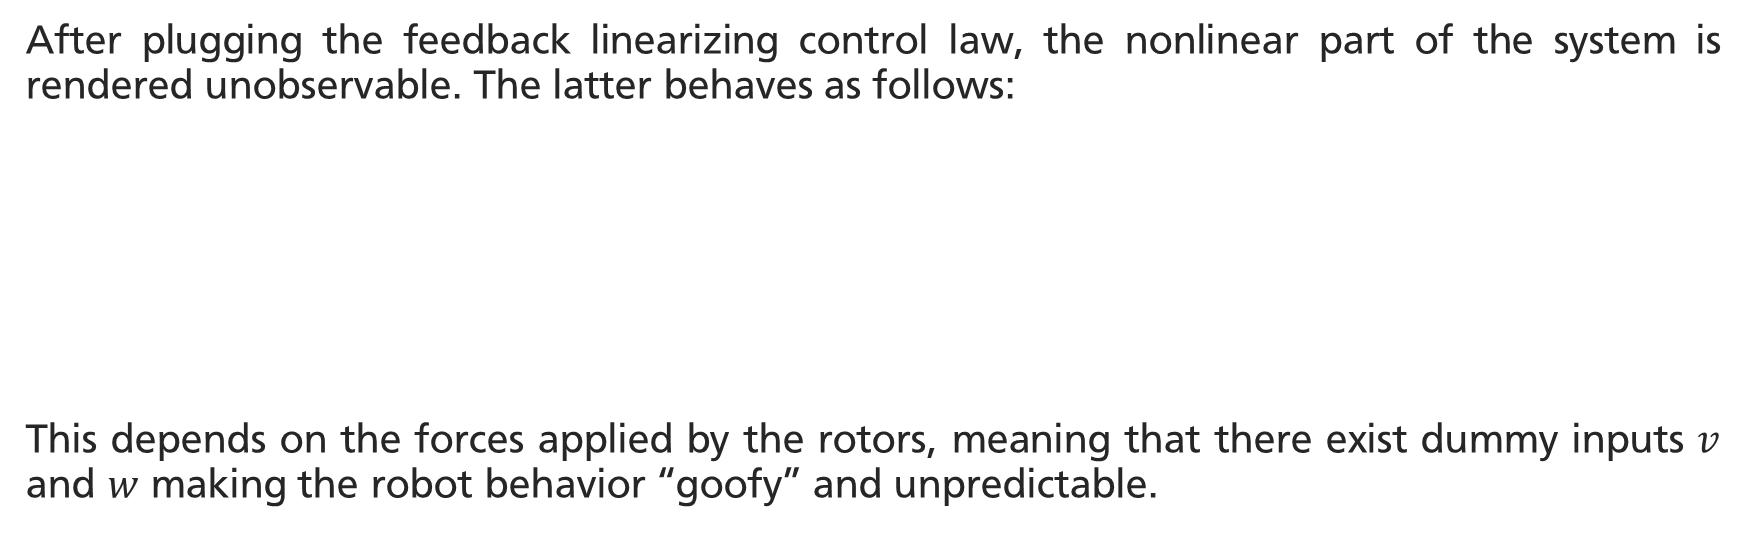 After plugging the feedback linearizing control law, the nonlinear part of the system is
rendered unobservable. The latter behaves as follows:
This depends on the forces applied by the rotors, meaning that there exist dummy inputs v
and w making the robot behavior “goofy” and unpredictable.